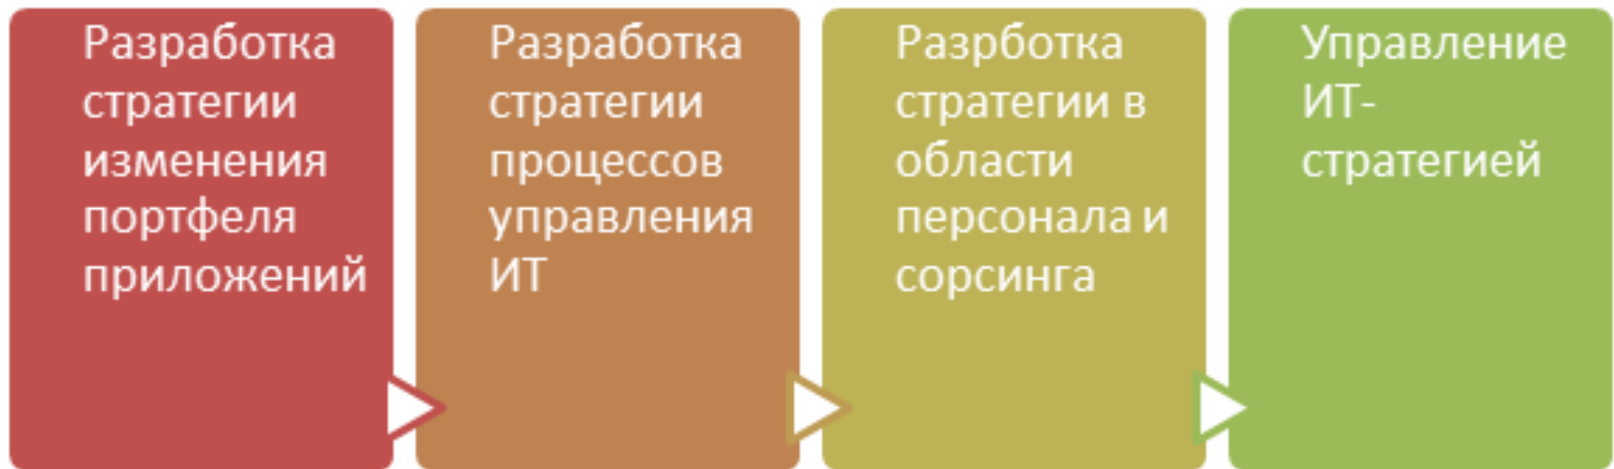 Разработка
стратегии
изменения
портфеля
приложений
Разработка
стратегии
процессов
управления
ИТ
Разрботка
стратегии в
области
персонала и
сорсинга
Управление
ИТ-
стратегией